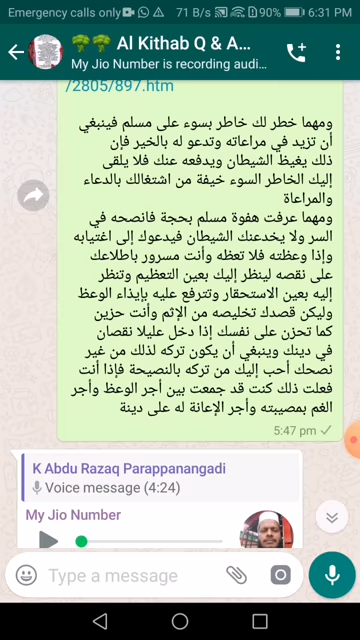 Emergency calls only 71 B/s 90% 6:31 PM
Al Kithab Q & A...
My Jio Number is recording audi...
/2805/897.htm
ومهما خطر لك خاطر بسوء على مسلم فينبغي
أن تزيد في مراعاته وتدعو له بالخير فإن
ذلك يغيظ الشيطان ويدفعه عنك فلا يلقى
إليك الخاطر السوء خيفة من اشتغالك بالدعاء
والمراعاة
ومهما عرفت هفوة مسلم بحجة فانصحه في
السر ولا يخدعنك الشيطان فيدعوك إلى اغتيابه
وإذا وعظته فلا تعظه وأنت مسرور باطلاعك
على نقصه لينظر إليك بعين التعظيم وتنظر
إليه بعين الاستحقار وتترفع عليه بإيذاء الوعظ
وليكن قصدك تخليصه من الإثم وأنت حزين
كما تحزن على نفسك إذا دخل عليلا نقصان
في دينك وينبغي أن يكون تركه لذلك من غير
نصحك أحب إليك من تركه بالنصيحة فإذا أنت
فعلت ذلك كنت قد جمعت بين أجر الوعظ وأجر
الغم بمصيبته وأجر الإعانة له على دينة
5:47 pm
K Abdu Razaq Parappanangadi
Voice message (4:24)
My Jio Number
Type a message